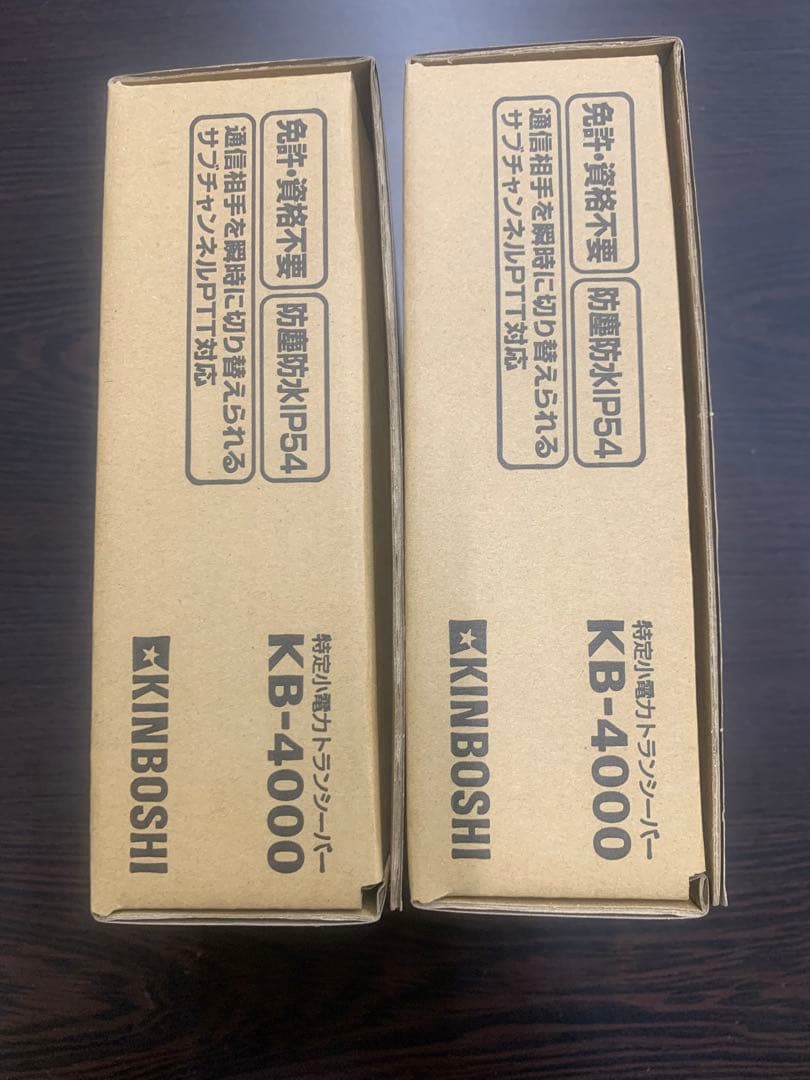 免許・資格不要
防塵防水IP54
通信相手を瞬時に切り替えられる
サブチャンネルPTT対応
特定小電力トランシーバー
KB-4000
KINBOSHI
免許・資格不要
防塵防水IP54
通信相手を瞬時に切り替えられる
サブチャンネルPTT対応
特定小電力トランシーバー
KB-4000
KINBOSHI